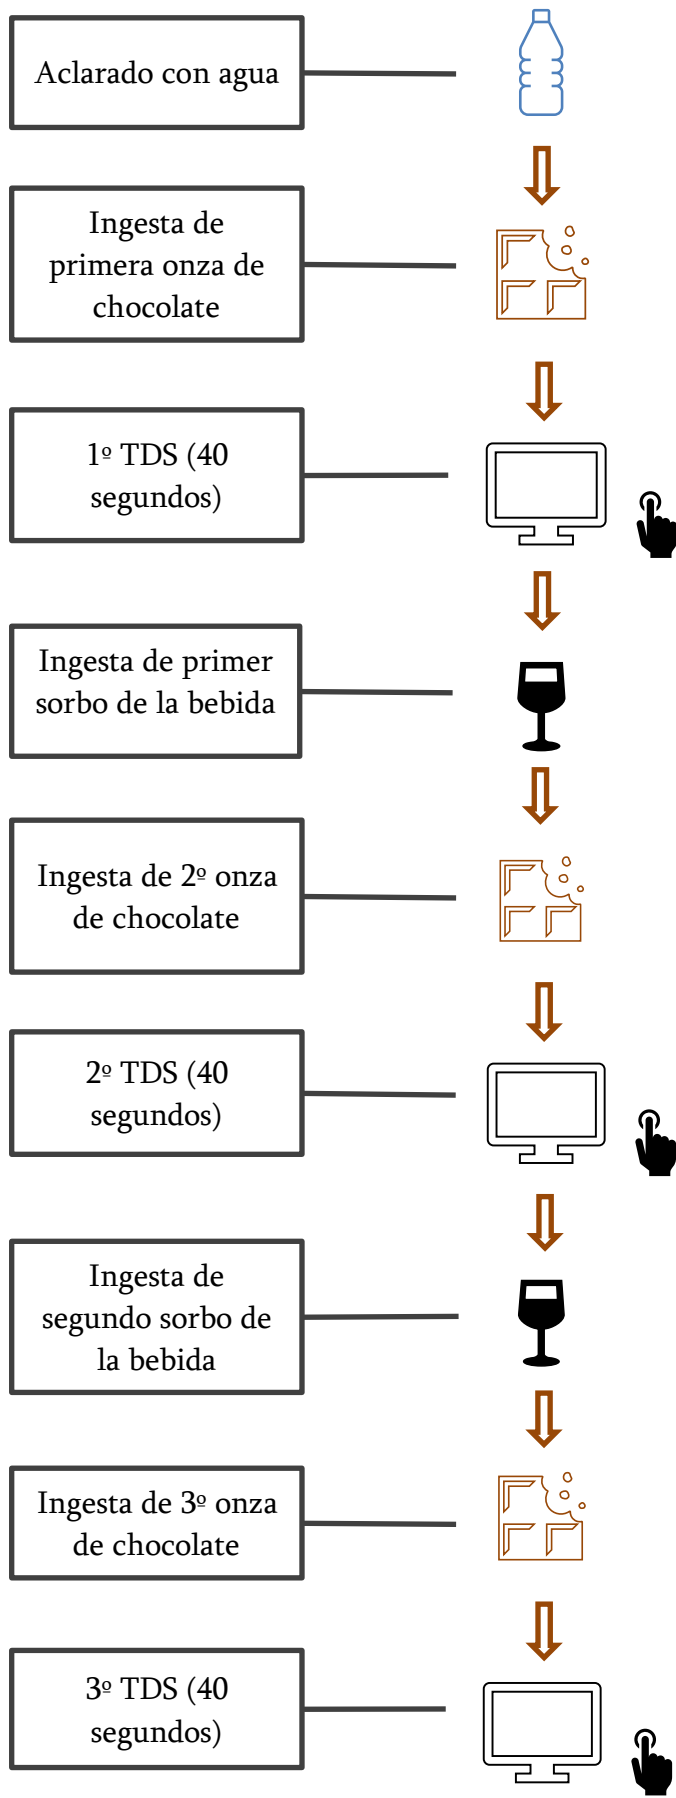 Aclarado con agua
Ingesta de
primera onza de
chocolate
1º TDS (40
segundos)
Ingesta de primer
sorbo de la bebida
Ingesta de 2º onza
de chocolate
2º TDS (40
segundos)
Ingesta de
segundo sorbo de
la bebida
Ingesta de 3º onza
de chocolate
3º TDS (40
segundos)